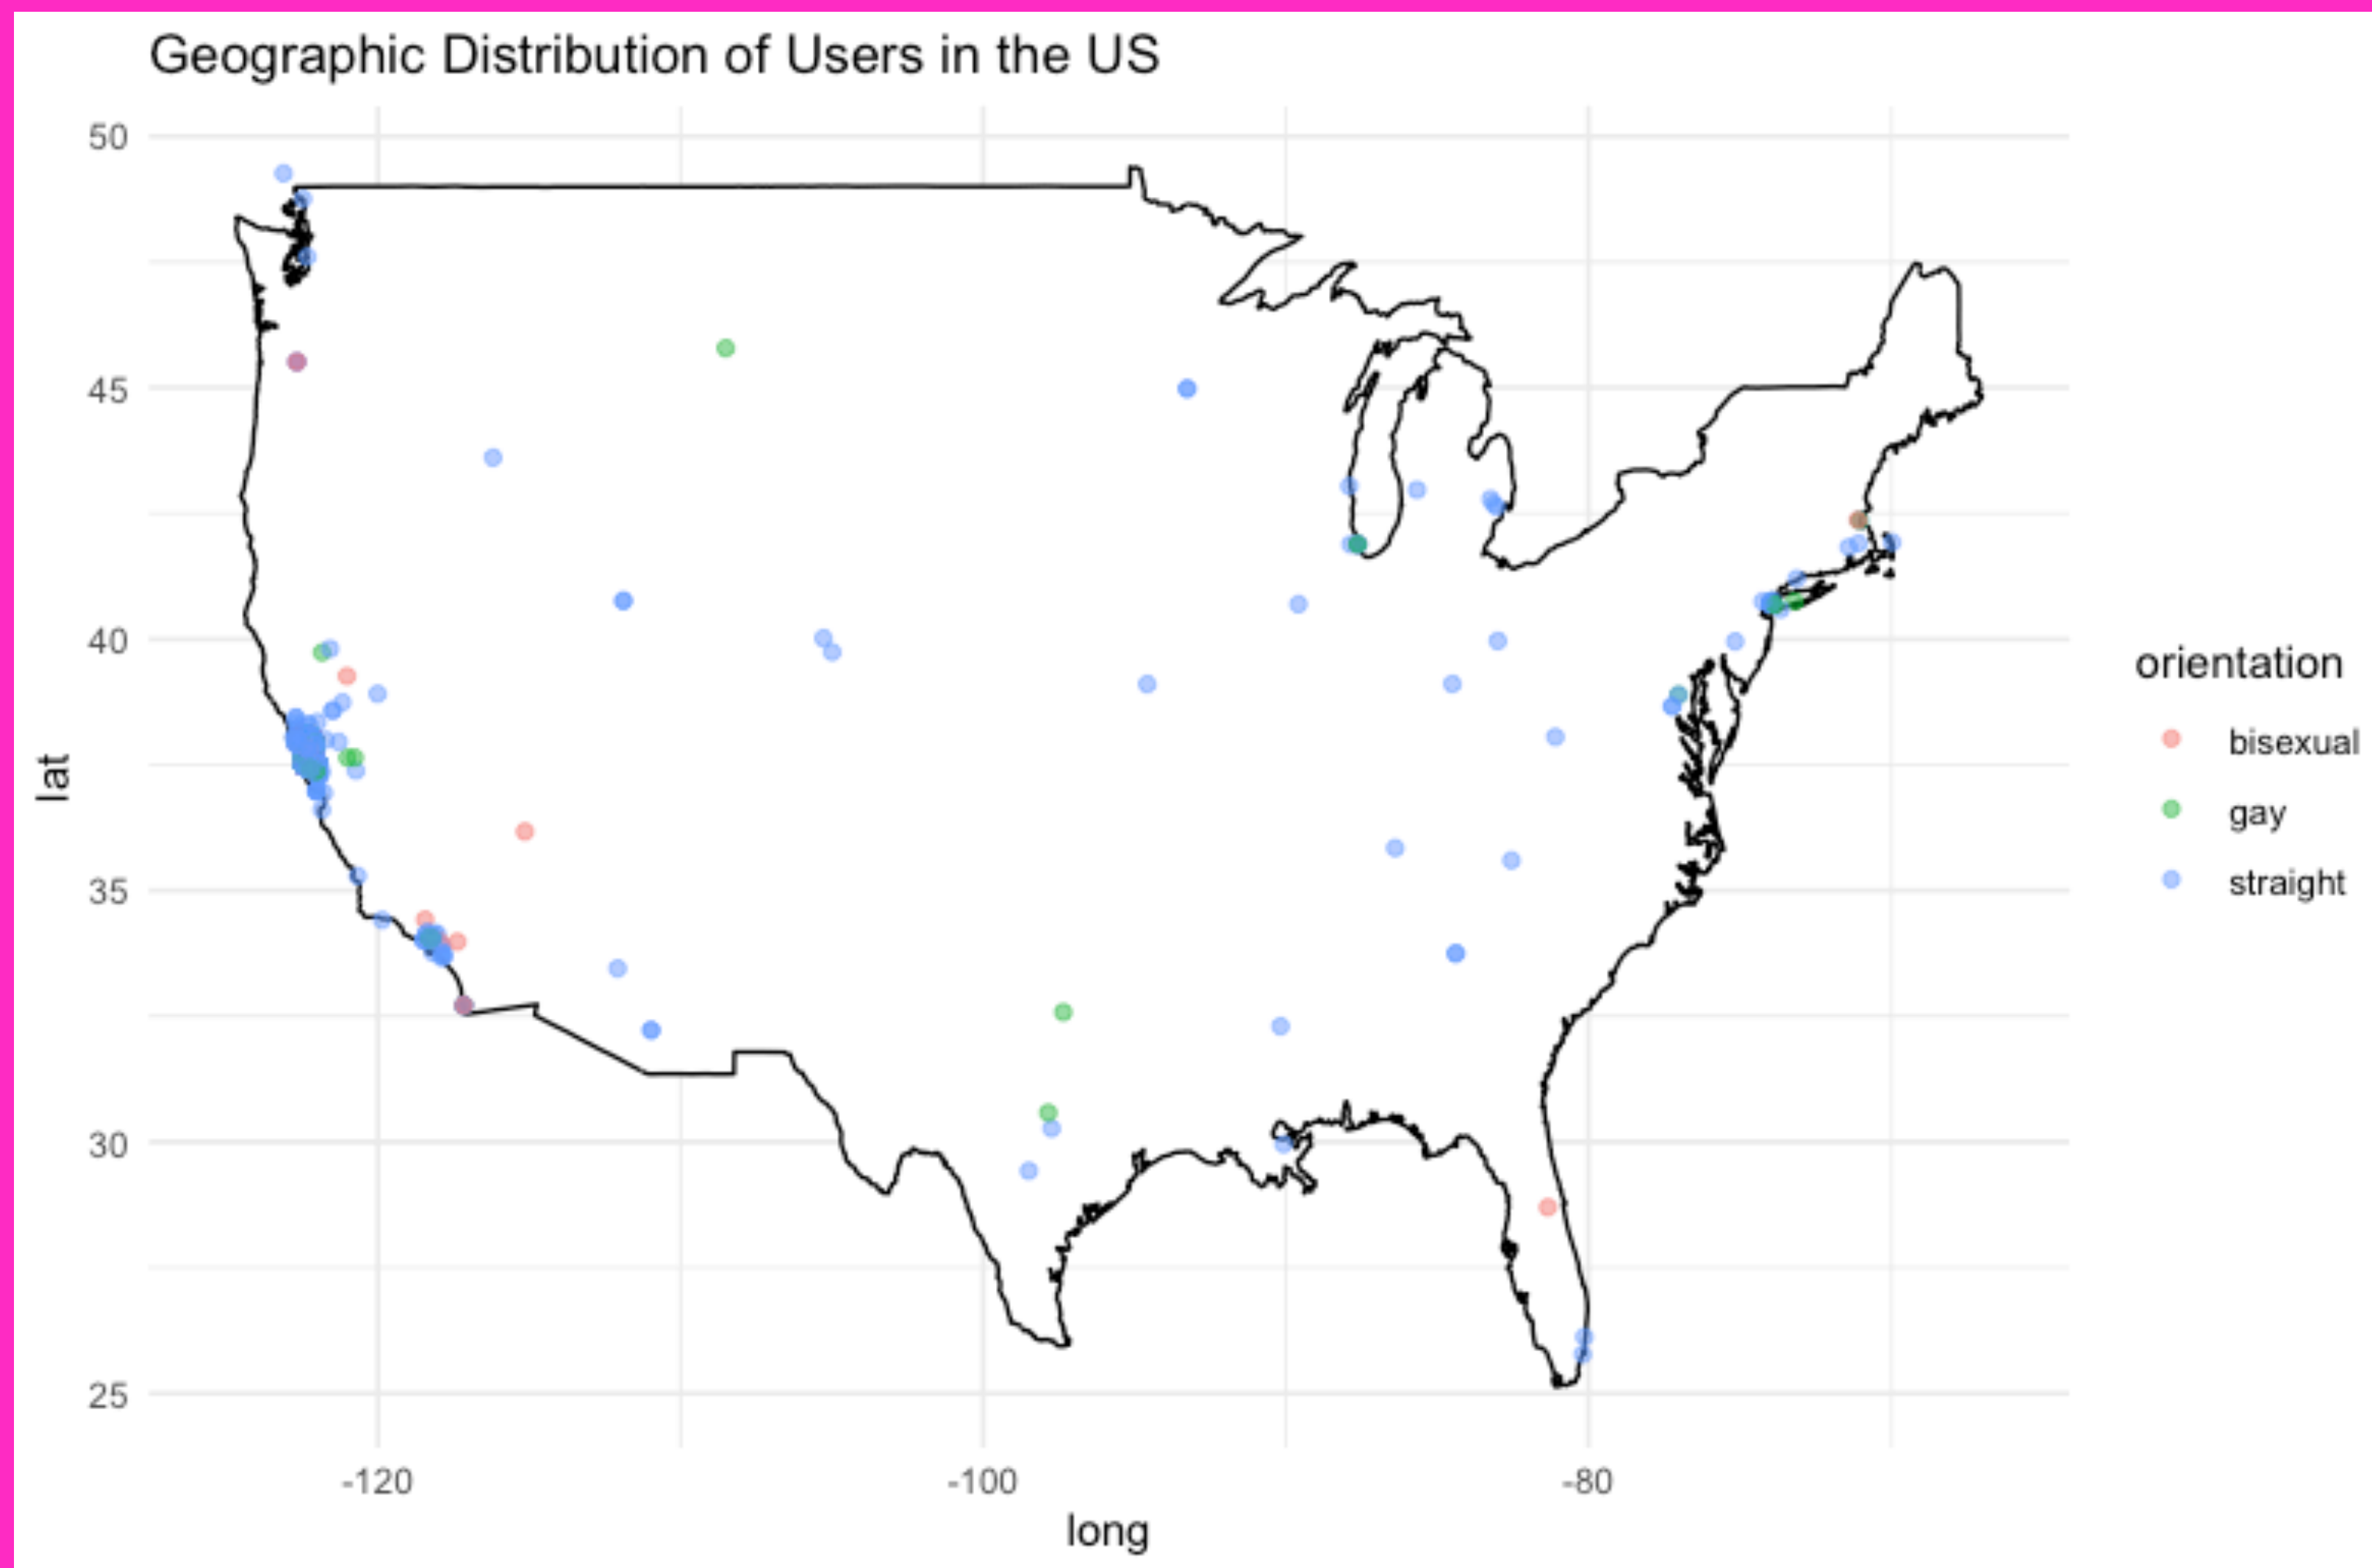 Geographic Distribution of Users in the US
50
45
40
35
30
25
lat
-120
-100
-80
long
orientation
bisexual
gay
straight